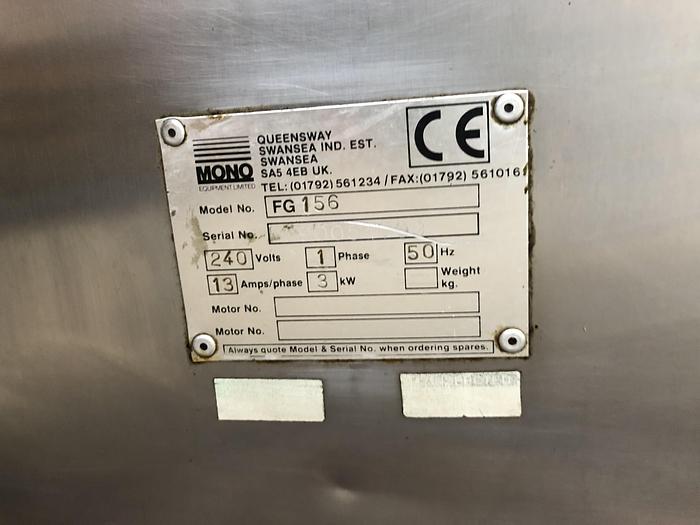 MONO
EQUIPMENT LIMITED
QUEENSWAY
SWANSEA IND. EST.
SWANSEA
SA5 4EB UK.
TEL:(01792) 561234 / FAX:(01792) 561016
CE
Model No. FG 156
Serial No.
240 Volts 1 Phase 50 Hz
13 Amps/phase 3 kW Weight kg.
Motor No.
Motor No.
Always quote Model & Serial No. when ordering spares.